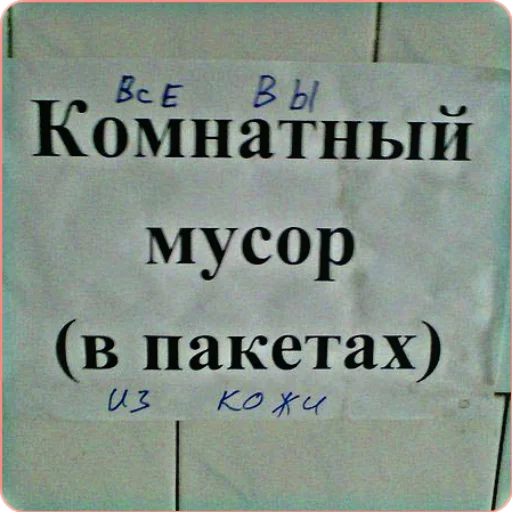 Все Вы
Комнатный
мусор
(в пакетах)
из кожи